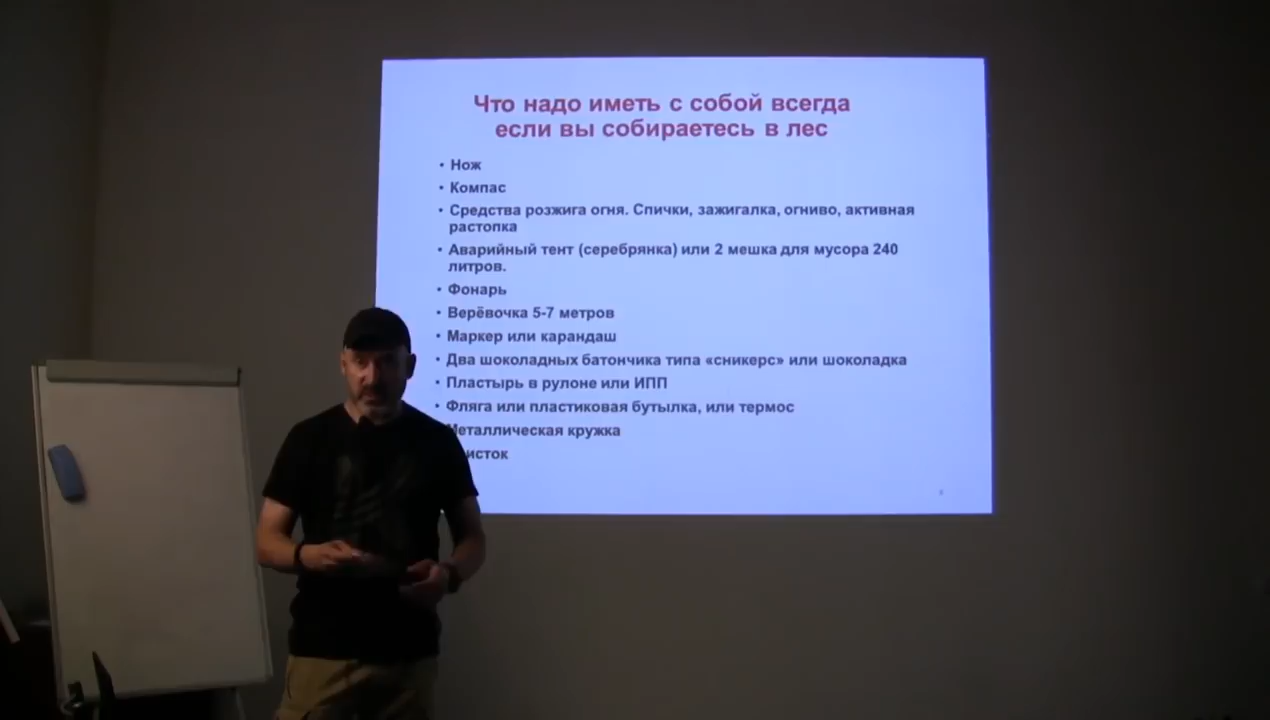 Что надо иметь с собой всегда
если вы собираетесь в лес
• Нож
• Компас
• Средства розжига огня. Спички, зажигалка, огниво, активная
растопка
• Аварийный тент (серебрянка) или 2 мешка для мусора 240
литров.
• Фонарь
• Верёвочка 5-7 метров
• Маркер или карандаш
• Два шоколадных батончика типа «сникерс» или шоколадка
• Пластырь в рулоне или ИПП
• Фляга или пластиковая бутылка, или термос
Металлическая кружка
исток